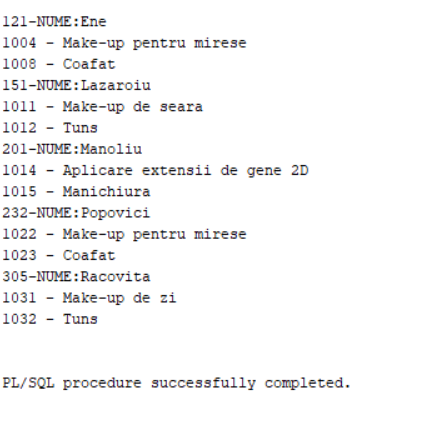 121-NUME:Ene
1004 - Make-up pentru mirese
1008 - Coafat
151-NUME:Lazaroiu
1011 - Make-up de seara
1012 - Tuns
201-NUME:Manoliu
1014 - Aplicare extensii de gene 2D
1015 - Manichiura
232-NUME:Popovici
1022 - Make-up pentru mirese
1023 - Coafat
305-NUME:Racovita
1031 - Make-up de zi
1032 - Tuns
PL/SQL procedure successfully completed.